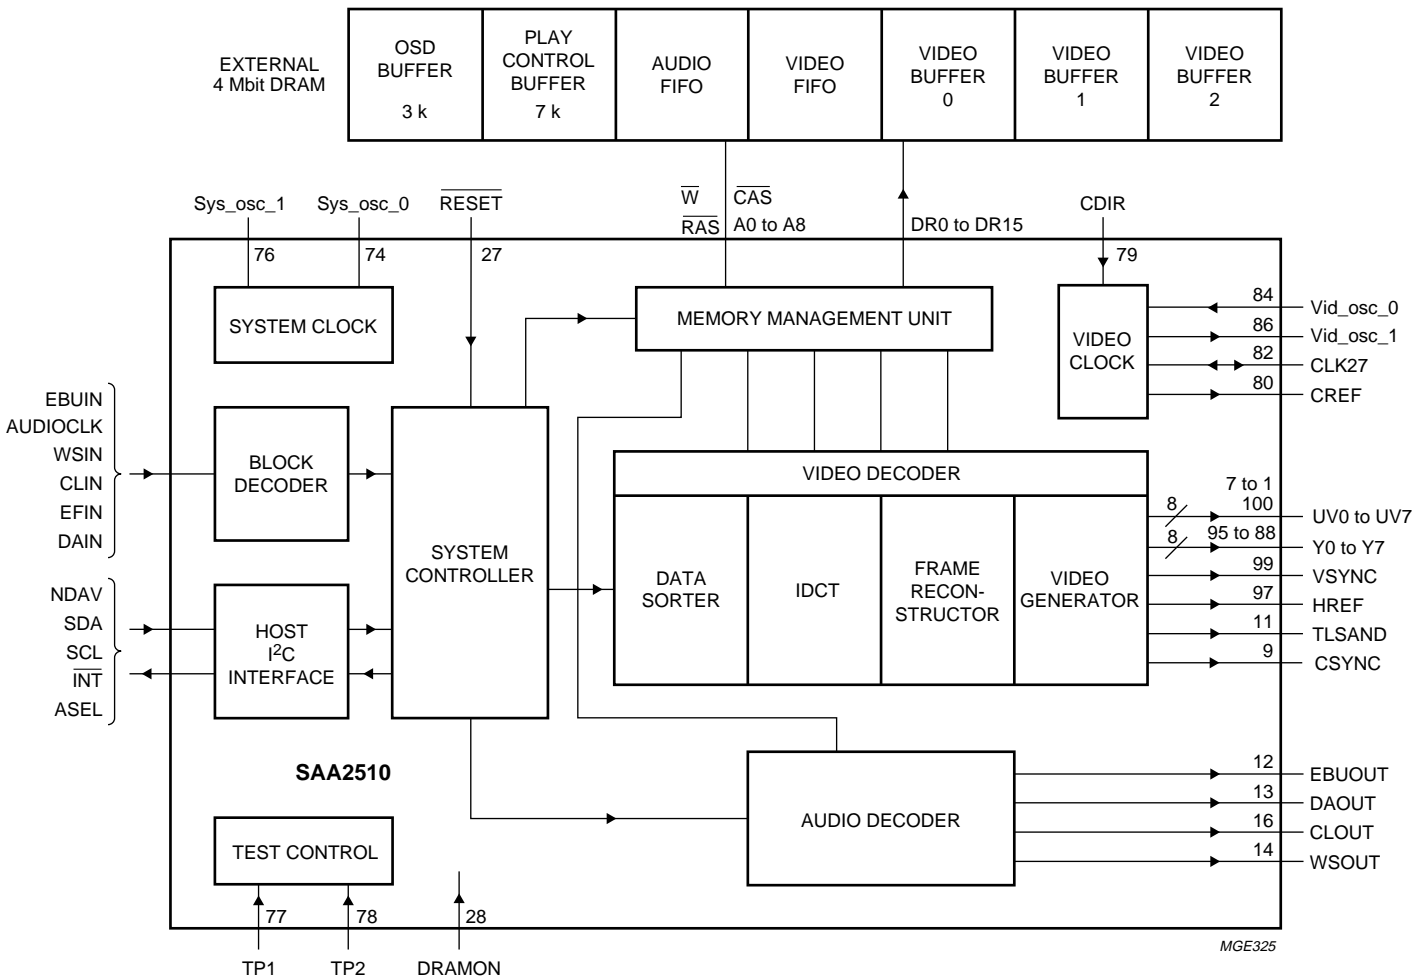 EXTERNAL
4 Mbit DRAM
OSD
BUFFER
3 k
PLAY
CONTROL
BUFFER
7 k
AUDIO
FIFO
VIDEO
FIFO
VIDEO
BUFFER
0
VIDEO
BUFFER
1
VIDEO
BUFFER
2
Sys_osc_1
Sys_osc_0
RESET
W
CAS
RAS
A0 to A8
DR0 to DR15
CDIR
76
74
27
79
SYSTEM CLOCK
MEMORY MANAGEMENT UNIT
VIDEO
CLOCK
84
Vid_osc_0
86
Vid_osc_1
82
CLK27
80
CREF
EBUIN
AUDIOCLK
WSIN
CLIN
EFIN
DAIN
BLOCK
DECODER
SYSTEM
CONTROLLER
VIDEO DECODER
DATA
SORTER
IDCT
FRAME
RECON-
STRUCTOR
VIDEO
GENERATOR
7 to 1
8
100
UV0 to UV7
8
95 to 88
Y0 to Y7
99
VSYNC
97
HREF
11
TLSAND
9
CSYNC
NDAV
SDA
SCL
INT
ASEL
HOST
I2C
INTERFACE
SAA2510
AUDIO DECODER
12
EBUOUT
13
DAOUT
16
CLOUT
14
WSOUT
TEST CONTROL
77
78
28
TP1
TP2
DRAMON
MGE325